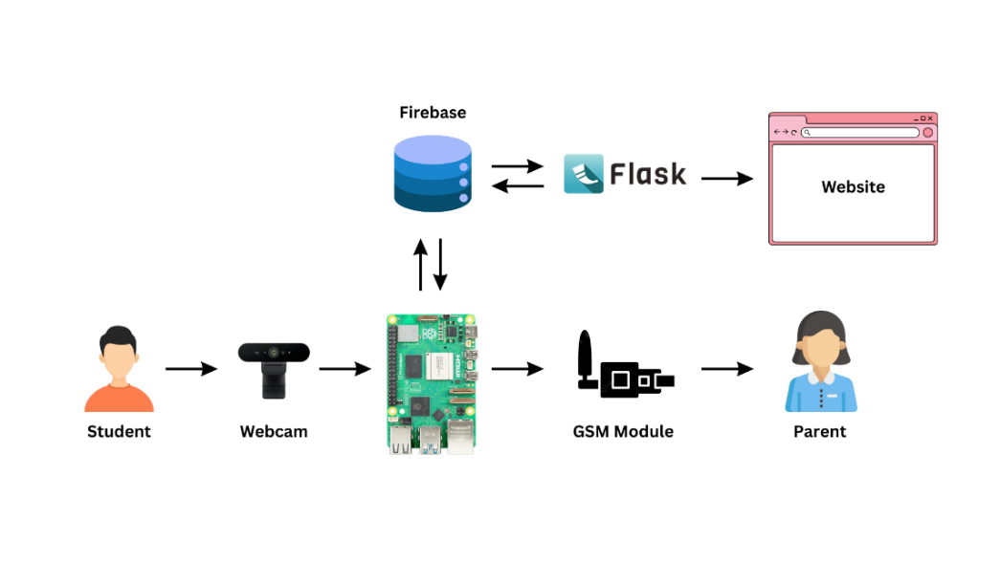 Firebase
Flask
Website
Student
Webcam
GSM Module
Parent